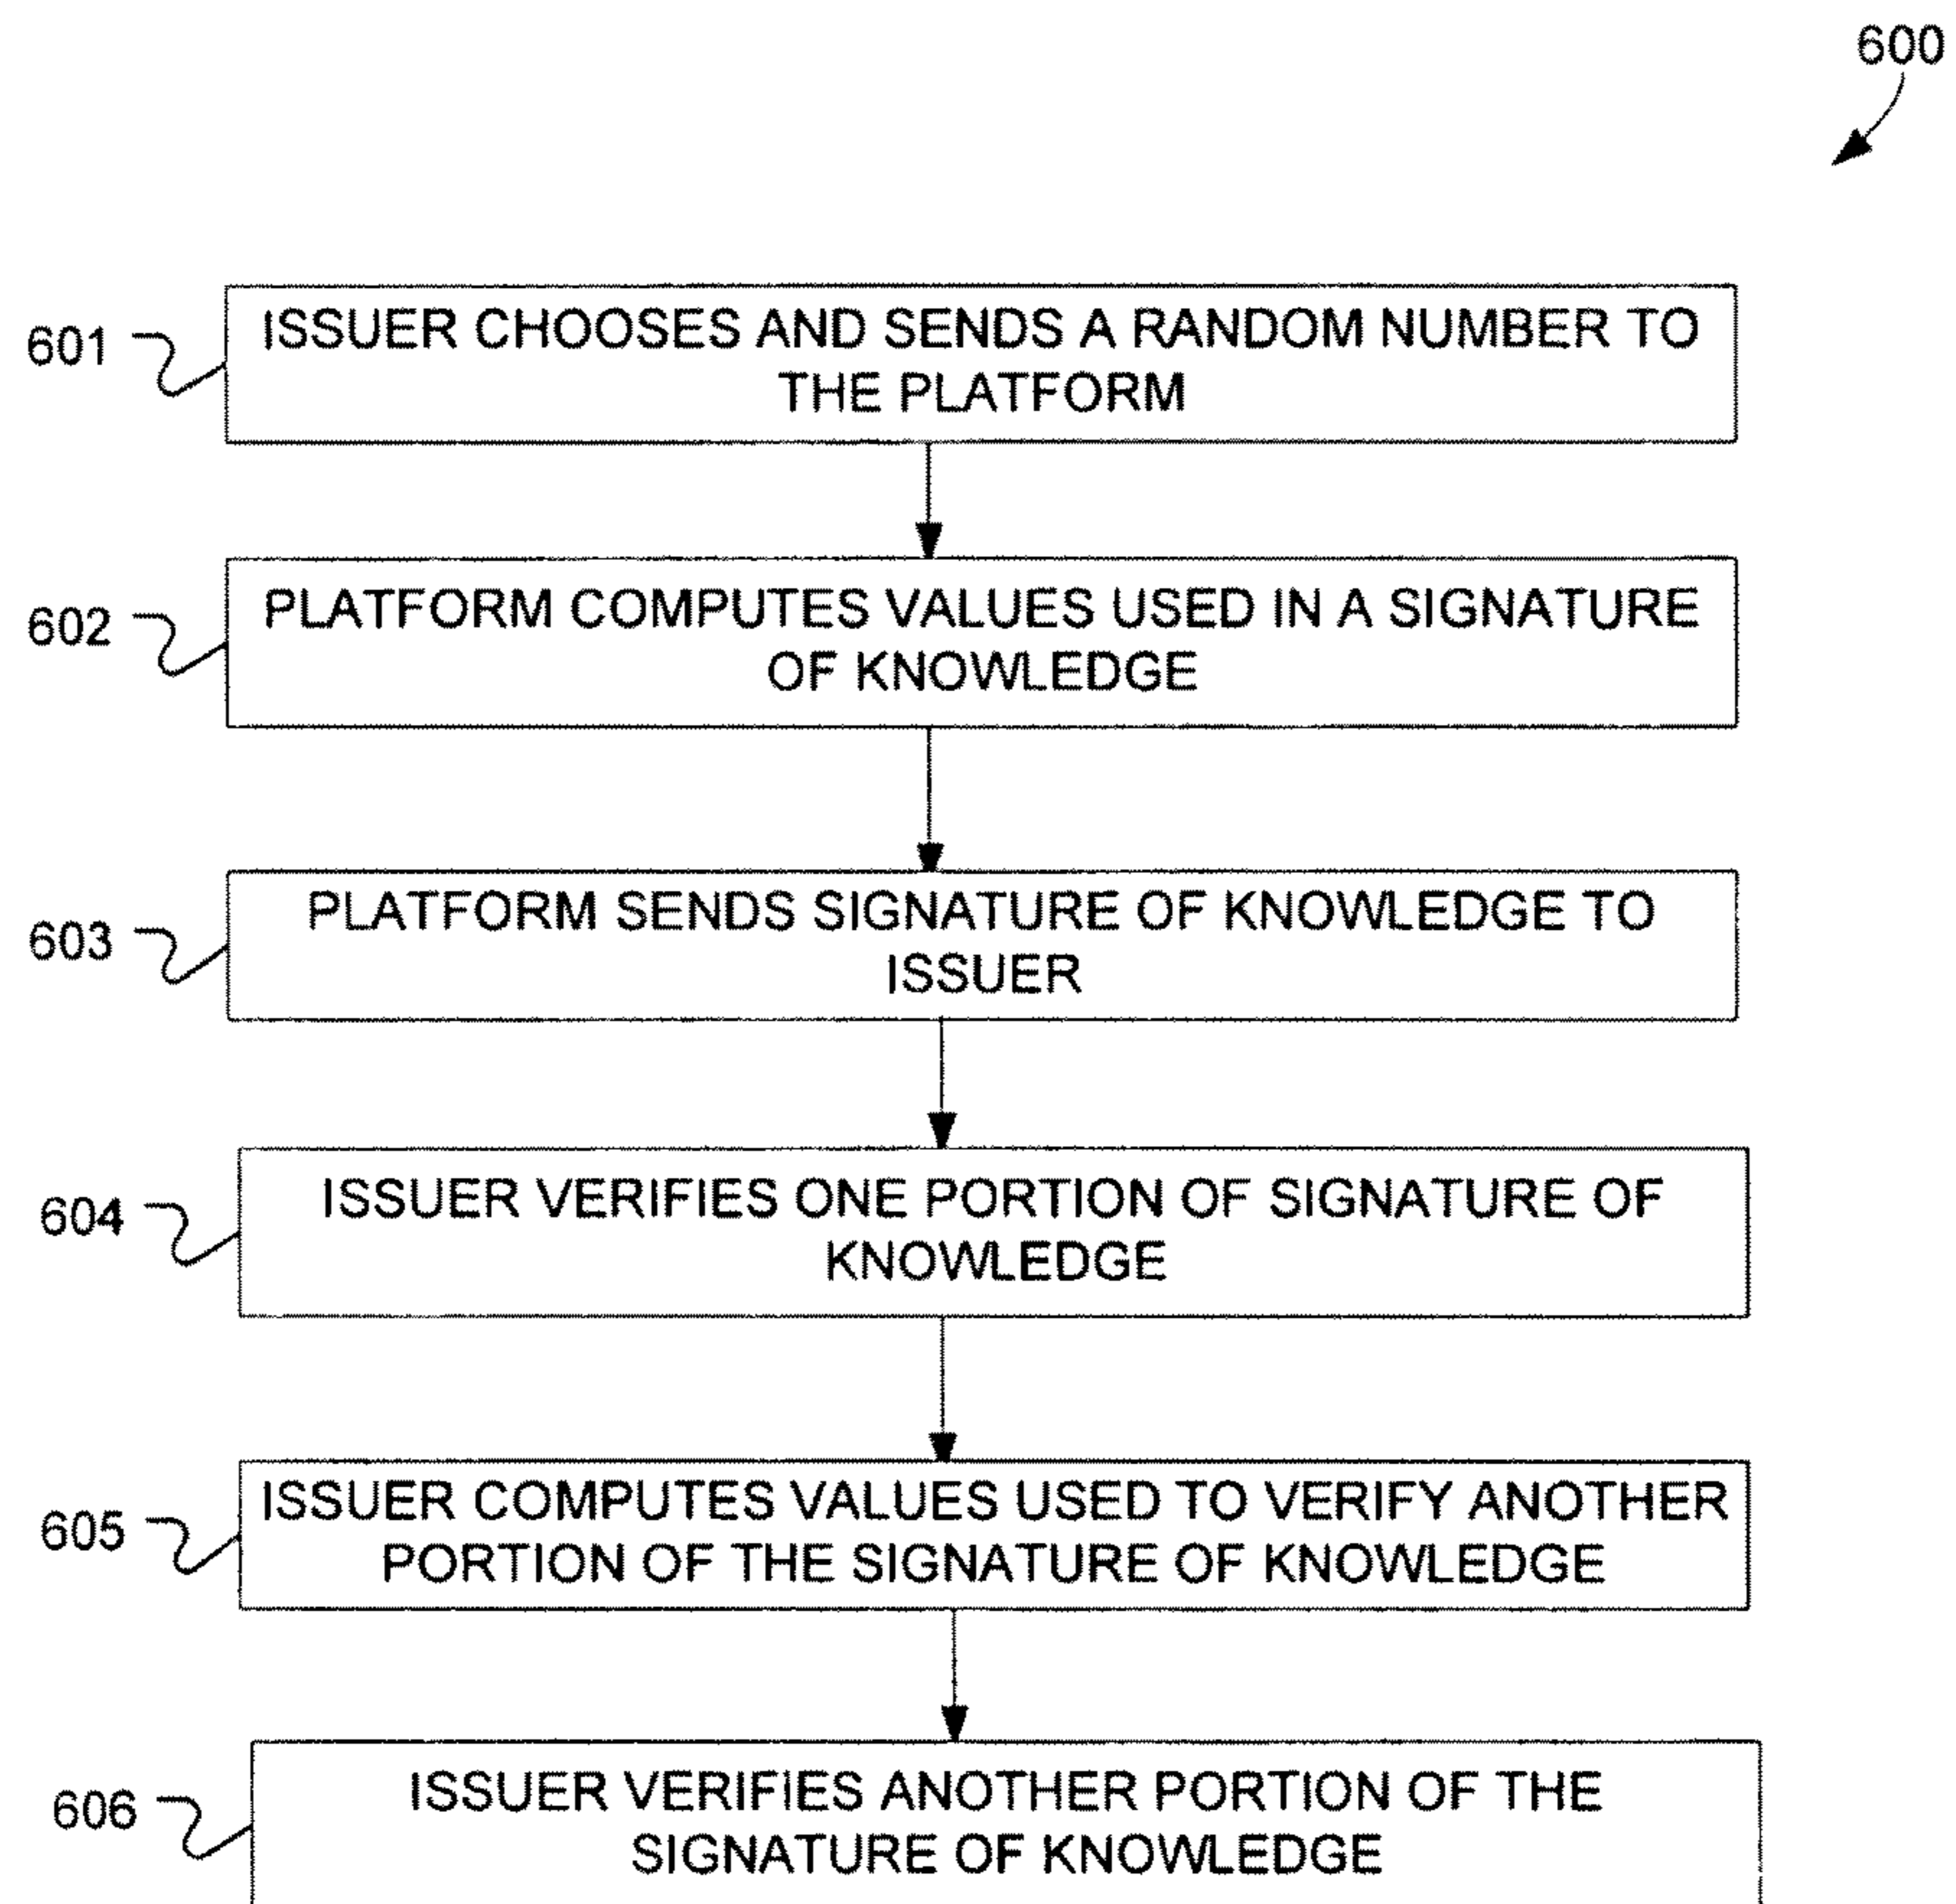 600
601
ISSUER CHOOSES AND SENDS A RANDOM NUMBER TO
THE PLATFORM
602
PLATFORM COMPUTES VALUES USED IN A SIGNATURE
OF KNOWLEDGE
603
PLATFORM SENDS SIGNATURE OF KNOWLEDGE TO
ISSUER
604
ISSUER VERIFIES ONE PORTION OF SIGNATURE OF
KNOWLEDGE
605
ISSUER COMPUTES VALUES USED TO VERIFY ANOTHER
PORTION OF THE SIGNATURE OF KNOWLEDGE
606
ISSUER VERIFIES ANOTHER PORTION OF THE
SIGNATURE OF KNOWLEDGE